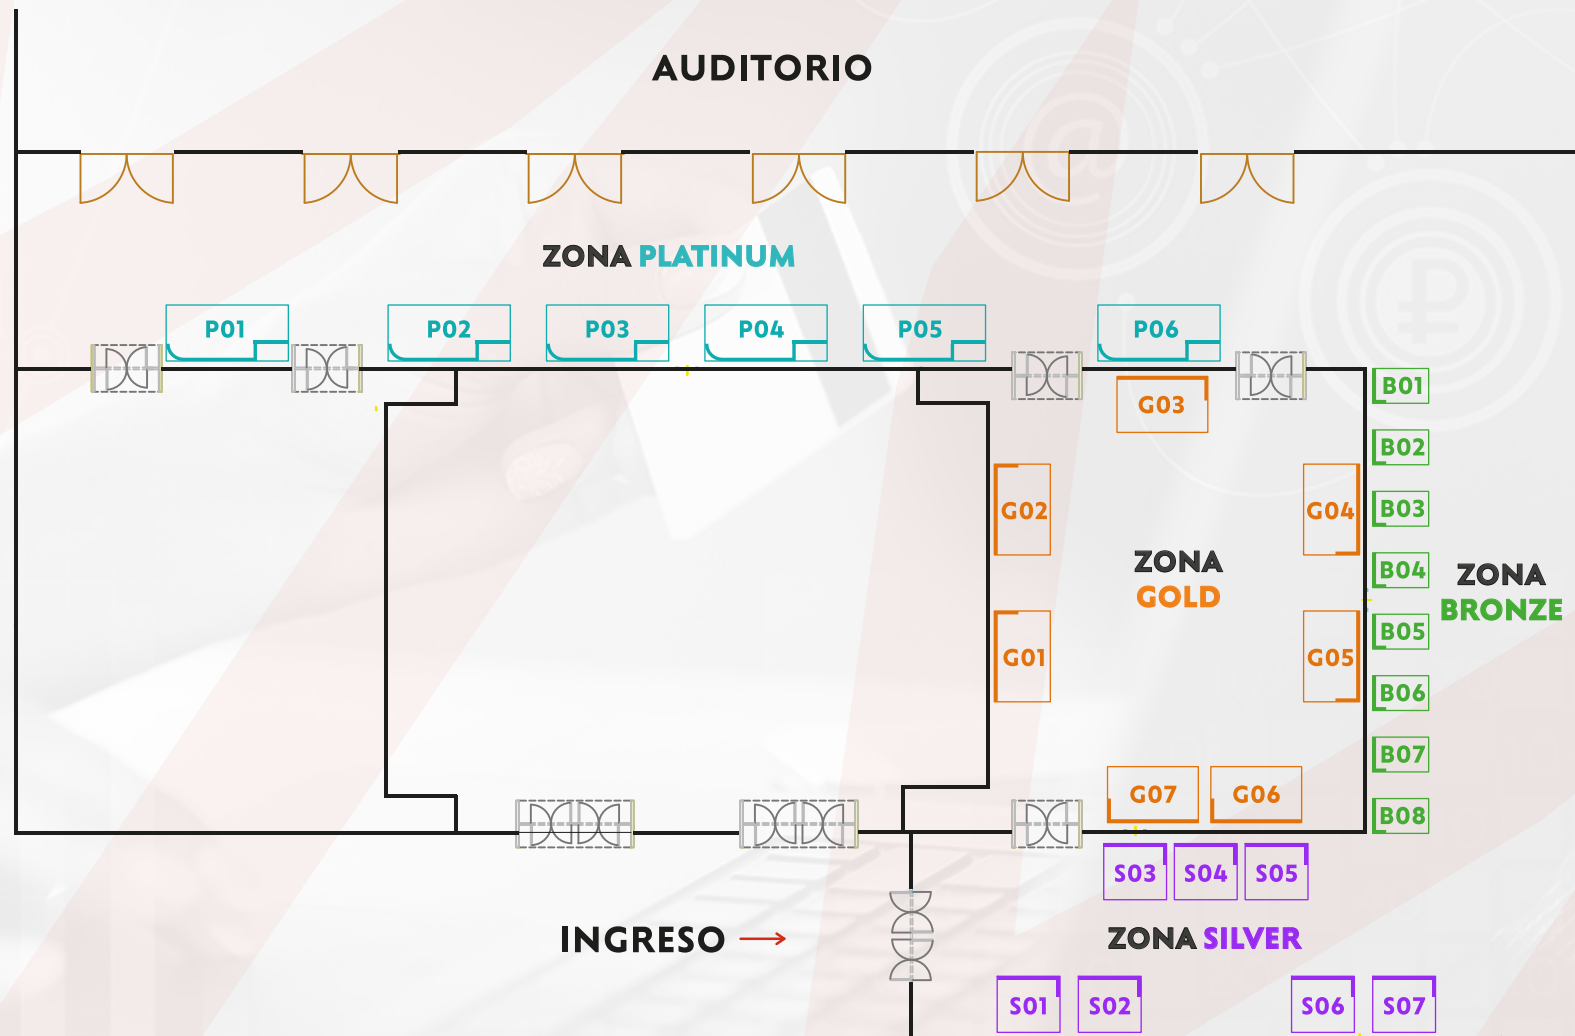 AUDITORIO
ZONA PLATINUM
P01 P02 P03 P04 P05 P06
G03
B01
B02
G02 G04 B03
ZONA
GOLD
B04
ZONA
BRONZE
G01 G05 B05
B06
B07
G07 G06 B08
S03 S04 S05
INGRESO
ZONA SILVER
S01 S02 S06 S07